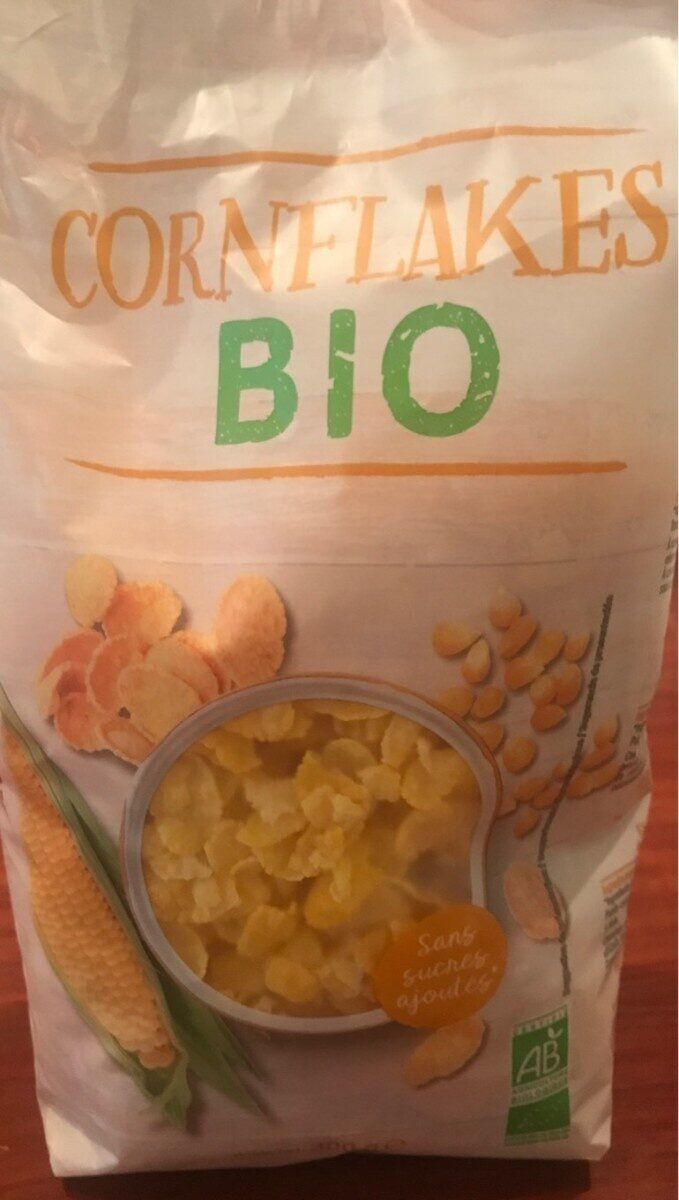 CORNFLAKES
BIO
Sans
sucres
ajoutés*
AB